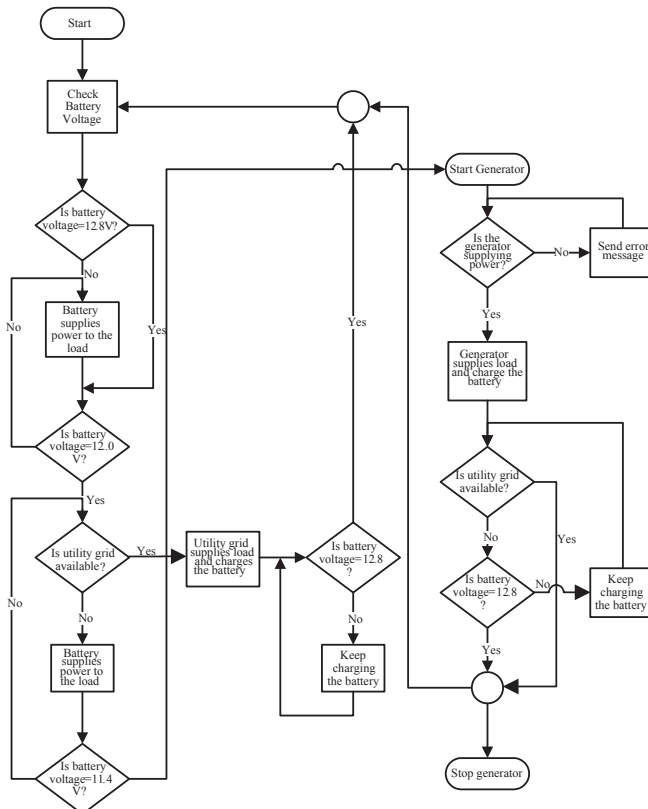 Start
Check
Battery
Voltage
Is battery
voltage=12.8V?
No
Battery
supplies
power to the
load
No
Yes
Is battery
voltage=12.0
V?
Yes
Is utility grid
available?
Yes
No
No
Battery
supplies
power to
the load
Is battery
voltage=11.4
V?
Utility grid
supplies load
and charges
the battery
Is battery
voltage=12.8
?
Yes
No
Keep
charging
the battery
Start Generator
Is the
generator
supplying
power?
No
Send error
message
Yes
Generator
supplies load
and charge the
battery
Is utility grid
available?
Yes
No
Is battery
voltage=12.8
?
No
Keep
charging
the battery
Yes
Stop generator